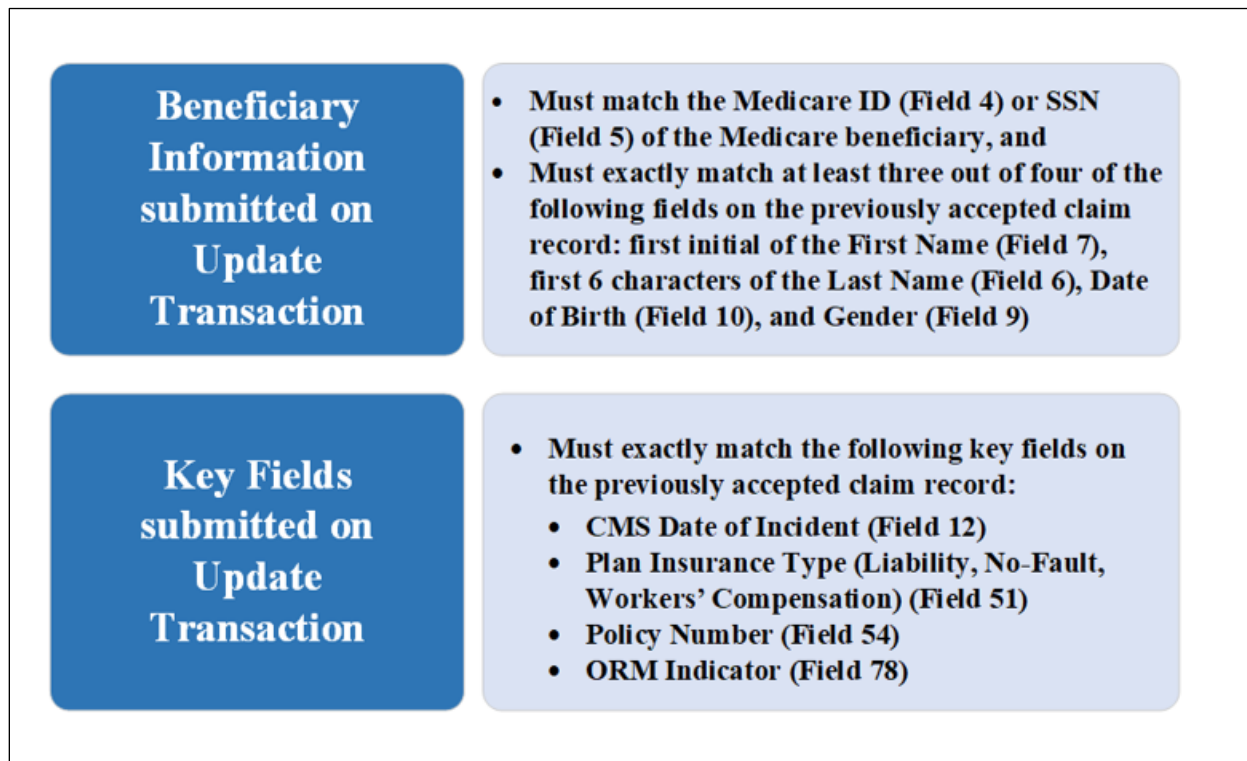 Beneficiary
Information
submitted on
Update
Transaction
• Must match the Medicare ID (Field 4) or SSN
(Field 5) of the Medicare beneficiary, and
• Must exactly match at least three out of four of the
following fields on the previously accepted claim
record: first initial of the First Name (Field 7),
first 6 characters of the Last Name (Field 6), Date
of Birth (Field 10), and Gender (Field 9)
Key Fields
submitted on
Update
Transaction
• Must exactly match the following key fields on
the previously accepted claim record:
• CMS Date of Incident (Field 12)
• Plan Insurance Type (Liability, No-Fault,
Workers’ Compensation) (Field 51)
• Policy Number (Field 54)
• ORM Indicator (Field 78)